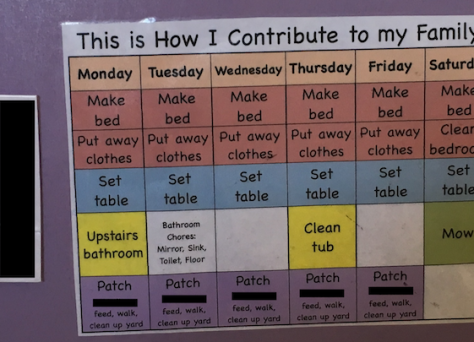 This is How I Contribute to my Family
Monday Tuesday Wednesday Thursday Friday Saturd
Make bed Make bed Make bed Make bed Make bed Make bed
Put away clothes Put away clothes Put away clothes Put away clothes Put away clothes Clean bedroo
Set table Set table Set table Set table Set table Set table
Upstairs bathroom Bathroom Chores: Mirror, Sink, Toilet, Floor Clean tub Mow
Patch Patch Patch Patch Patch
feed, walk, clean up yard feed, walk, clean up yard feed, walk, clean up yard feed, walk, clean up yard feed, walk, clean up yard